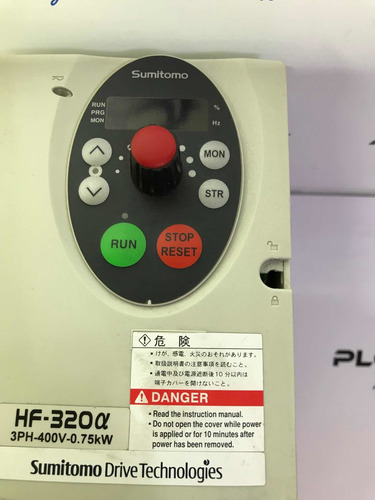 Sumitomo
RUN
PRG
MON
%
Hz
MON
STR
RUN
STOP
RESET
危 険
• けが、感電、火災のおそれがあります。
• 取扱説明書の注意事項を読むこと。
• 通電中及び電源遮断後10分以内は
端子カバーを開けないこと。
DANGER
• Read the instruction manual.
• Do not open the cover while power
is applied or for 10 minutes after
power has been removed.
HF-320α
3PH-400V-0.75kW
Sumitomo Drive Technologies